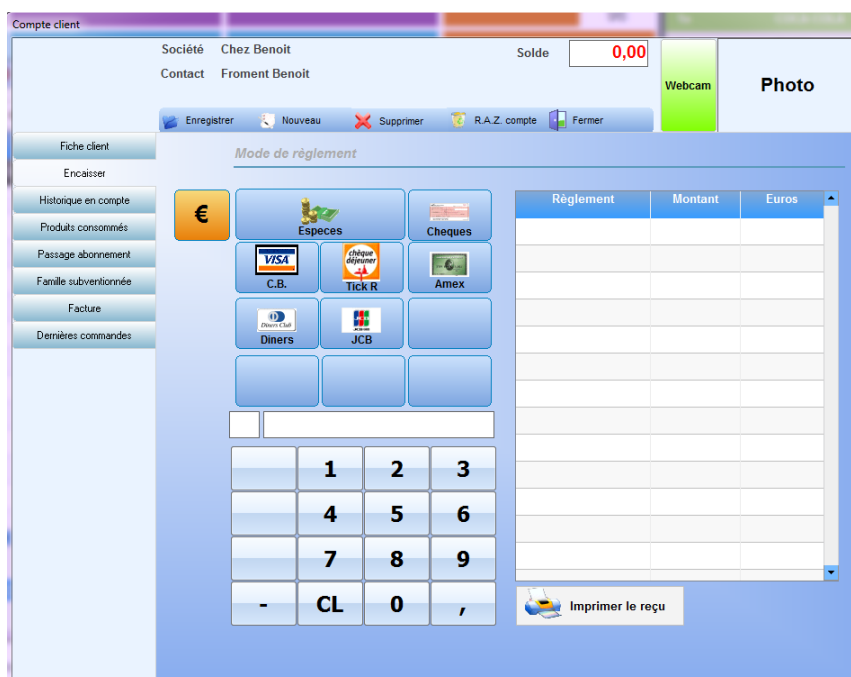 Compte client
Société Chez Benoit
Solde 0,00
Contact Froment Benoit
Webcam
Photo
Enregistrer Nouveau Supprimer R.A.Z. compte Fermer
Fiche client
Encaisser
Historique en compte
Produits consommés
Passage abonnement
Famille subventionnée
Facture
Dernières commandes
Mode de règlement
€
Especes
Cheques
VISA
chèque
déjeuner
C.B.
Tick R
Amex
Diners Club
Diners
JCB
JCB
Règlement Montant Euros
1 2 3
4 5 6
7 8 9
- CL 0 ,
Imprimer le reçu